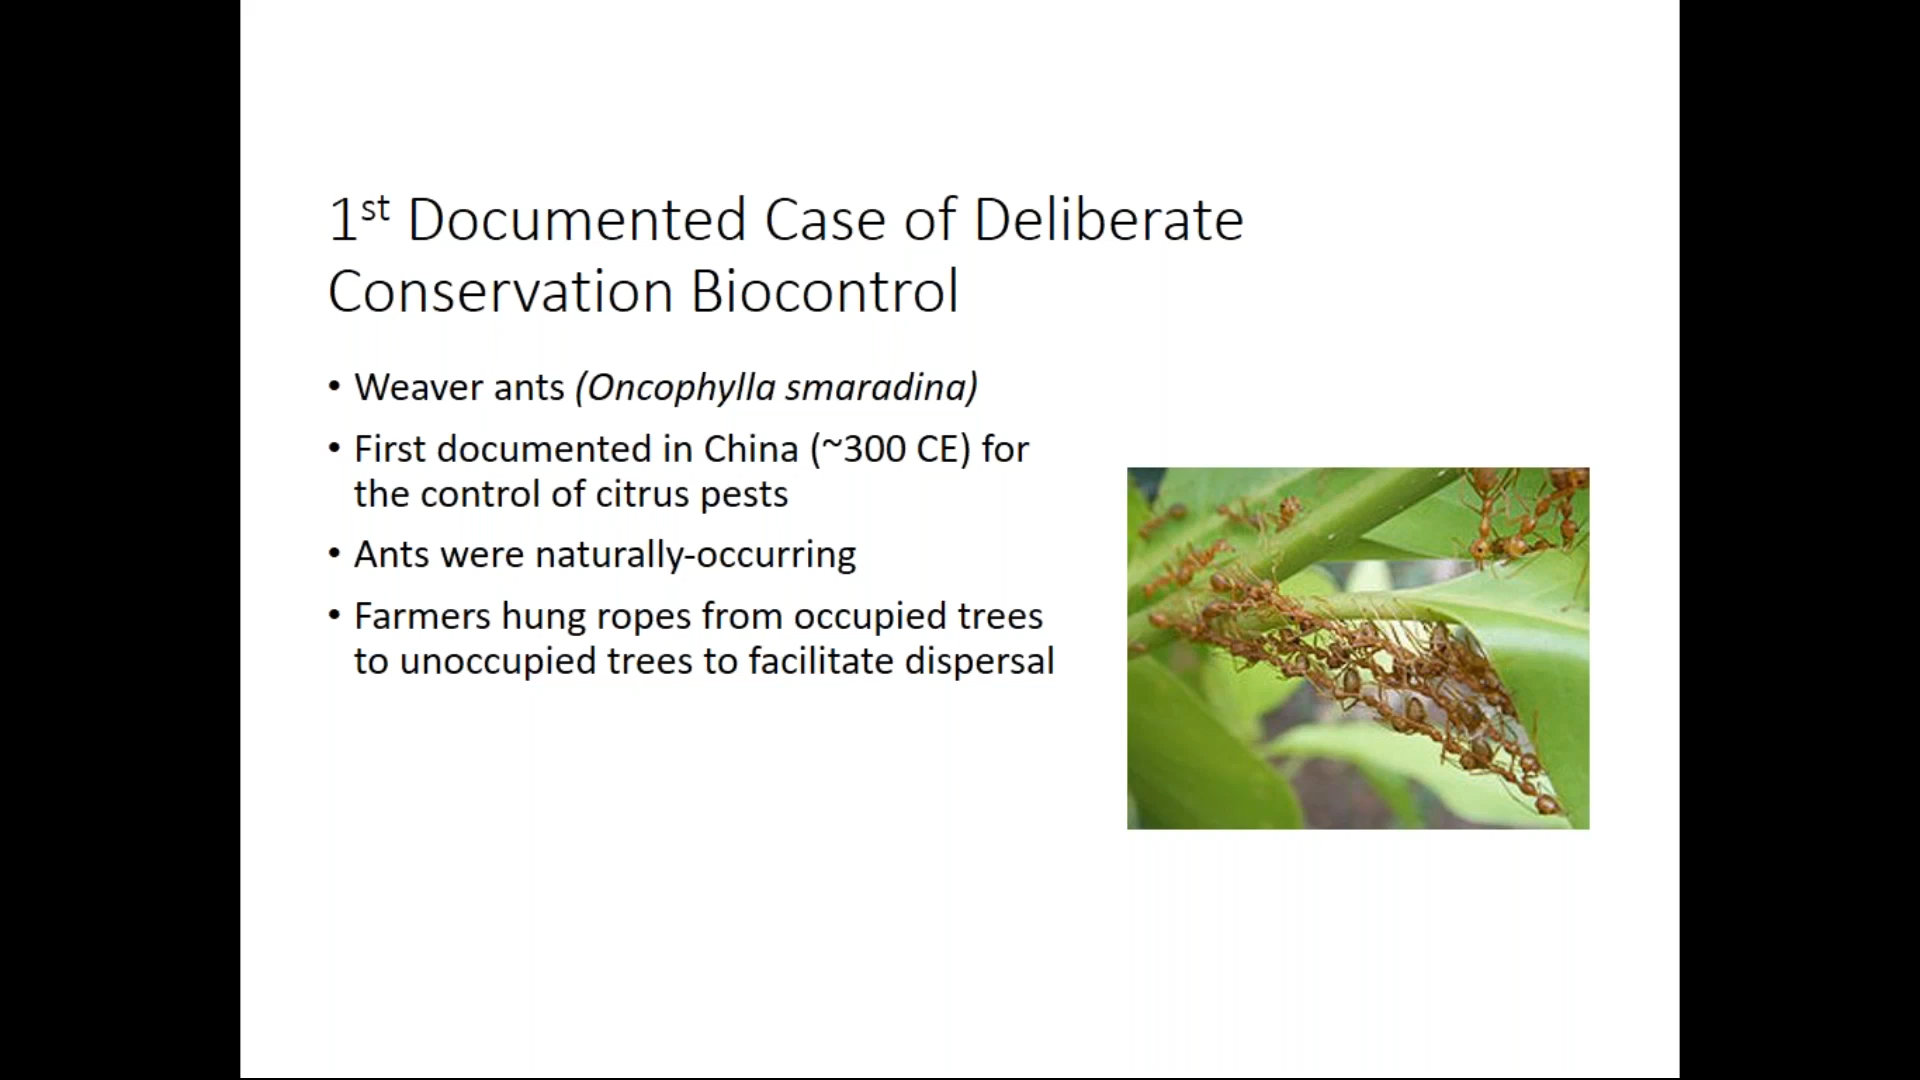 1st Documented Case of Deliberate
Conservation Biocontrol
• Weaver ants (Oncophylla smaradina)
• First documented in China (~300 CE) for
the control of citrus pests
• Ants were naturally-occurring
• Farmers hung ropes from occupied trees
to unoccupied trees to facilitate dispersal